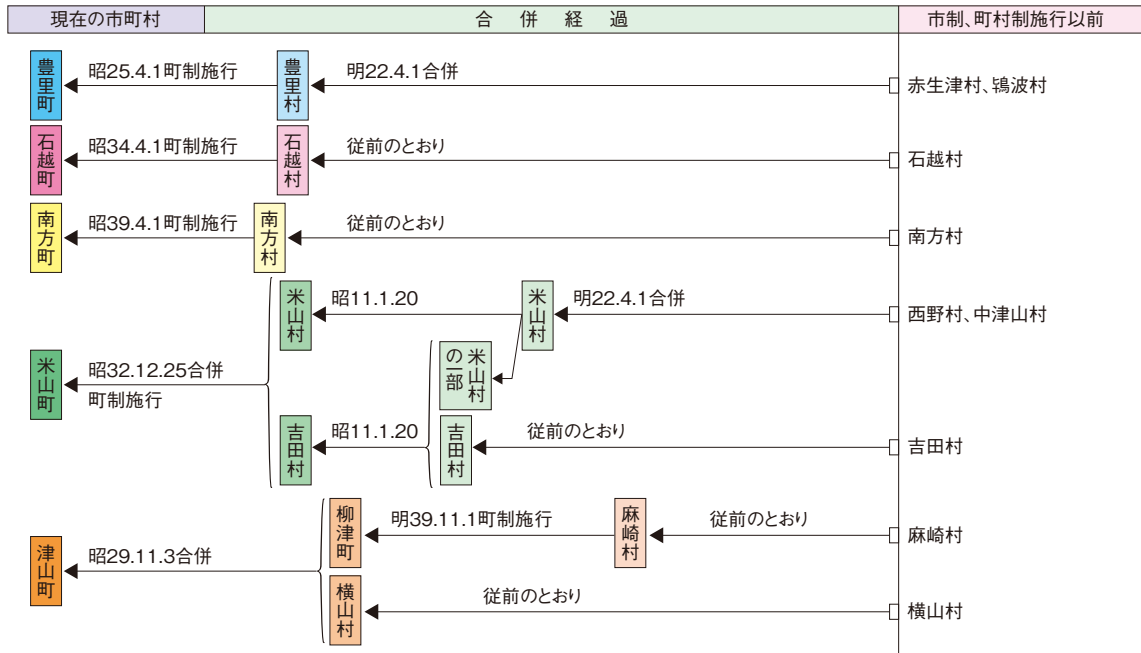 現在の市町村
合併経過
市制、町村制施行以前
豊里町
昭25.4.1町制施行
豊里村
明22.4.1合併
赤生津村、鴇波村
石越町
昭34.4.1町制施行
石越村
従前のとおり
石越村
南方町
昭39.4.1町制施行
南方村
従前のとおり
南方村
米山町
昭32.12.25合併
町制施行
米山村
昭11.1.20
米山村
明22.4.1合併
西野村、中津山村
米山村
の一部
吉田村
昭11.1.20
吉田村
従前のとおり
吉田村
津山町
昭29.11.3合併
柳津町
明39.11.1町制施行
麻崎村
従前のとおり
麻崎村
横山村
従前のとおり
横山村